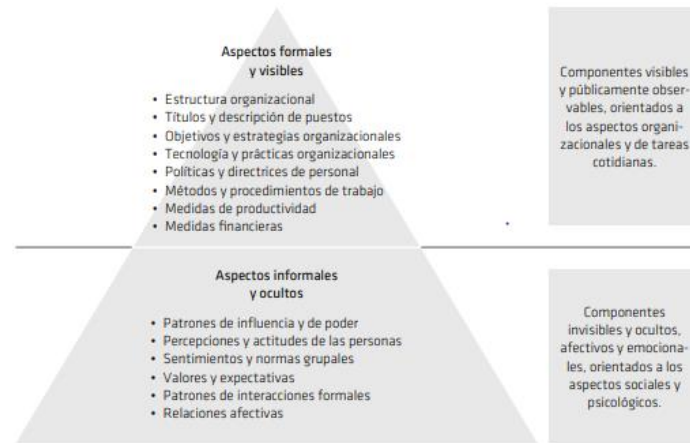 Aspectos formales
y visibles
• Estructura organizacional
• Títulos y descripción de puestos
• Objetivos y estrategias organizacionales
• Tecnología y prácticas organizacionales
• Políticas y directrices de personal
• Métodos y procedimientos de trabajo
• Medidas de productividad
• Medidas financieras
Componentes visibles
y públicamente obser-
vables, orientados a
los aspectos organi-
zacionales y de tareas
cotidianas.
Aspectos informales
y ocultos
• Patrones de influencia y de poder
• Percepciones y actitudes de las personas
• Sentimientos y normas grupales
• Valores y expectativas
• Patrones de interacciones formales
• Relaciones afectivas
Componentes
invisibles y ocultos,
afectivos y emociona-
les, orientados a los
aspectos sociales y
psicológicos.